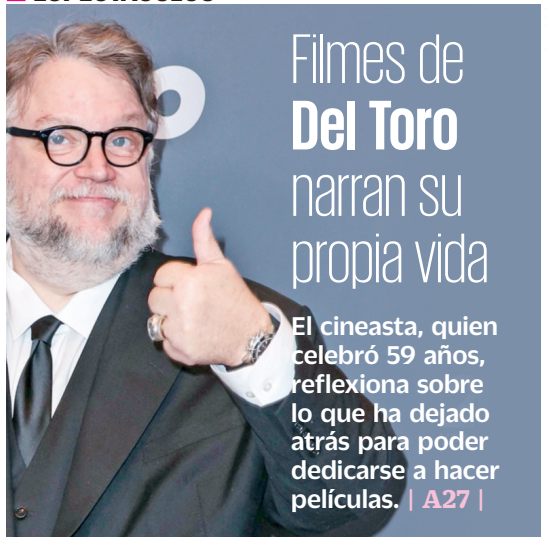 ESPECTÁCULOS
Filmes de
Del Toro
narran su
propia vida
El cineasta, quien
celebró 59 años,
reflexiona sobre
lo que ha dejado
atrás para poder
dedicarse a hacer
películas. | A27 |